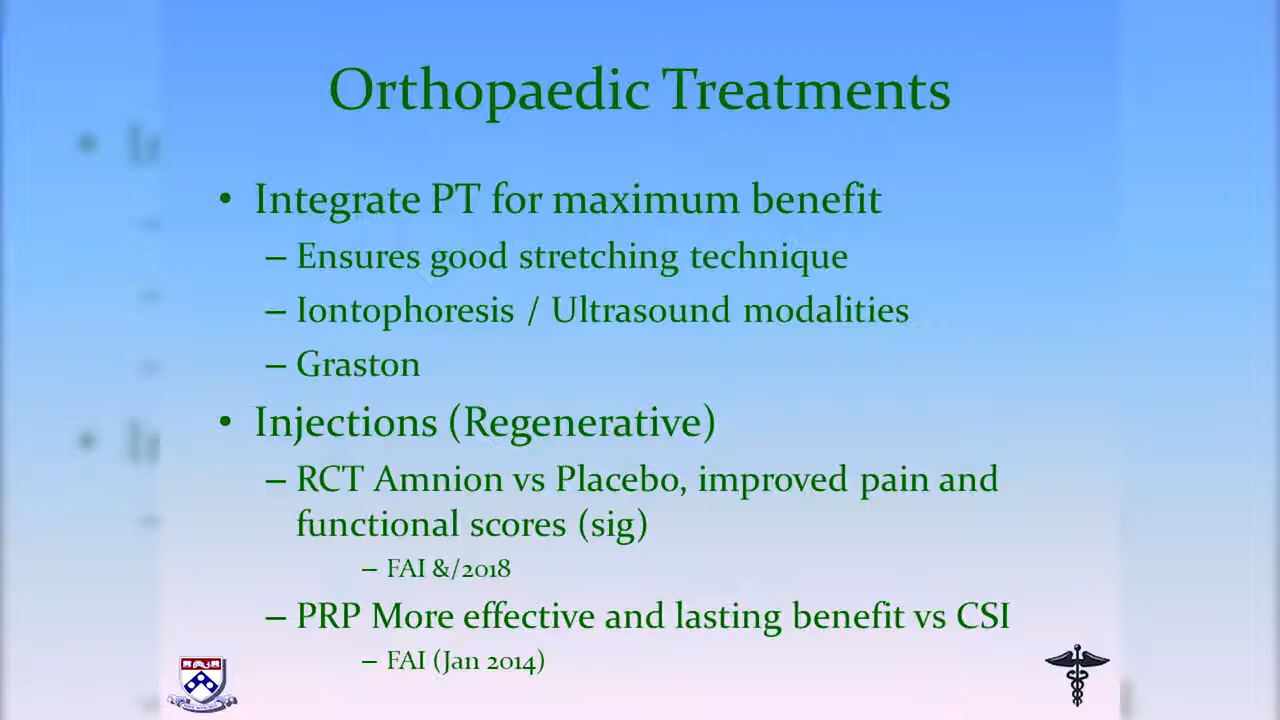 Orthopaedic Treatments
• Integrate PT for maximum benefit
– Ensures good stretching technique
– Iontophoresis / Ultrasound modalities
– Graston
• Injections (Regenerative)
– RCT Amnion vs Placebo, improved pain and
functional scores (sig)
– FAI &/2018
– PRP More effective and lasting benefit vs CSI
– FAI (Jan 2014)